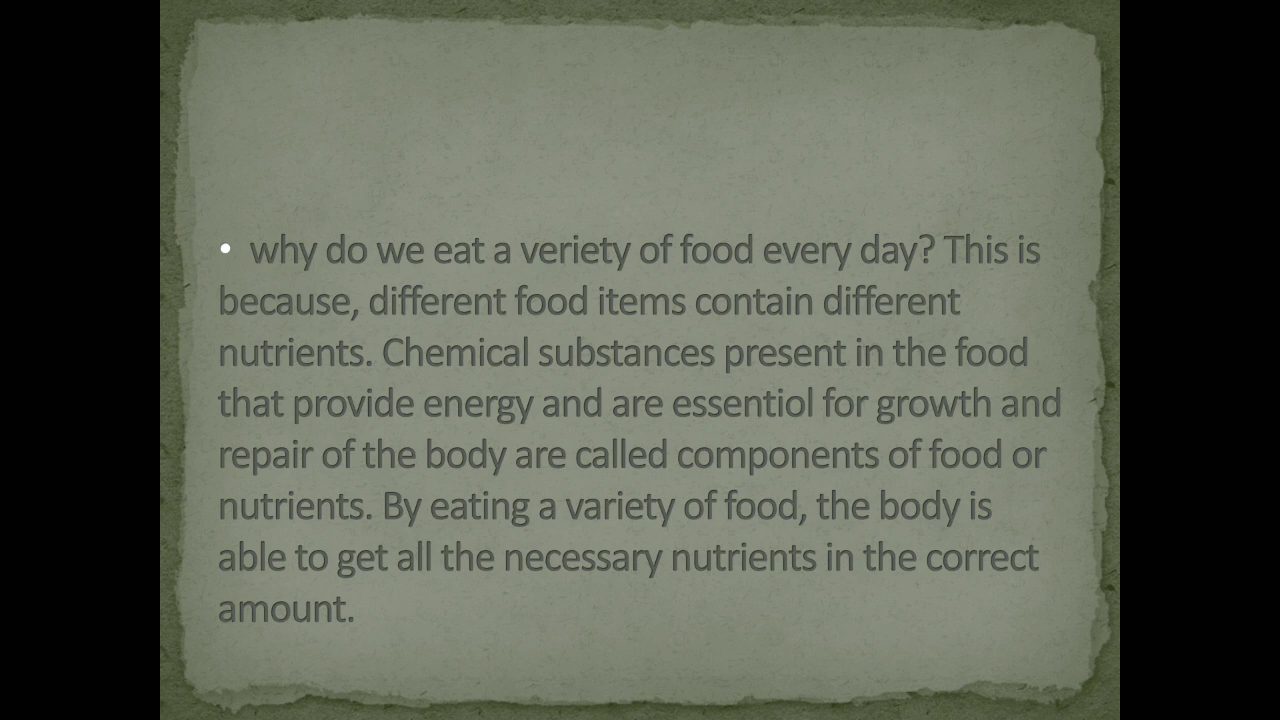 • why do we eat a veriety of food every day? This is
because, different food items contain different
nutrients. Chemical substances present in the food
that provide energy and are essentiol for growth and
repair of the body are called components of food or
nutrients. By eating a variety of food, the body is
able to get all the necessary nutrients in the correct
amount.